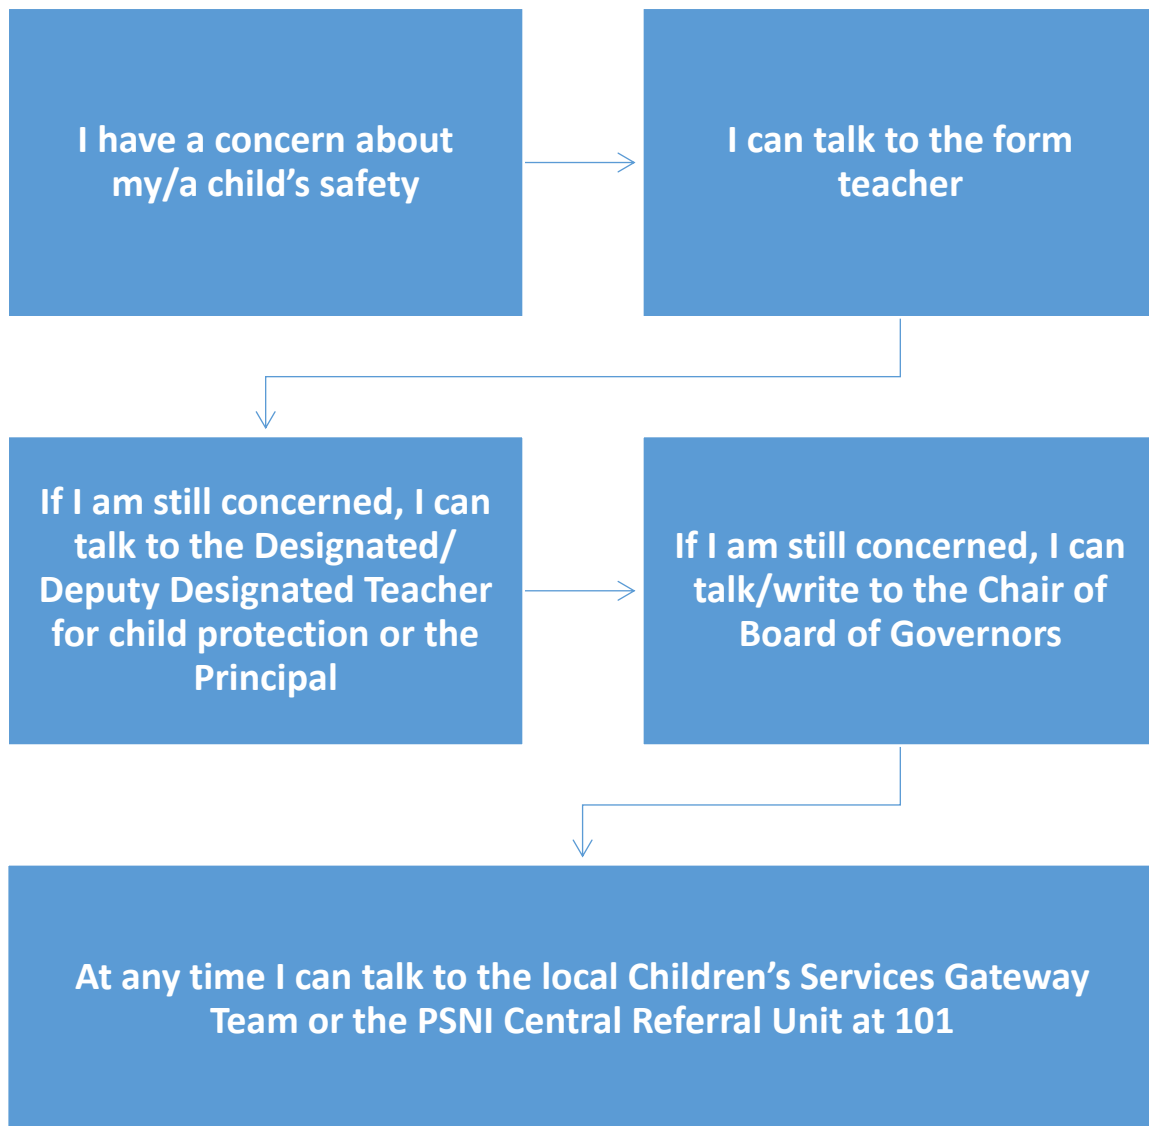 I have a concern about
my/a child’s safety
I can talk to the form
teacher
If I am still concerned, I can
talk to the Designated/
Deputy Designated Teacher
for child protection or the
Principal
If I am still concerned, I can
talk/write to the Chair of
Board of Governors
At any time I can talk to the local Children’s Services Gateway
Team or the PSNI Central Referral Unit at 101